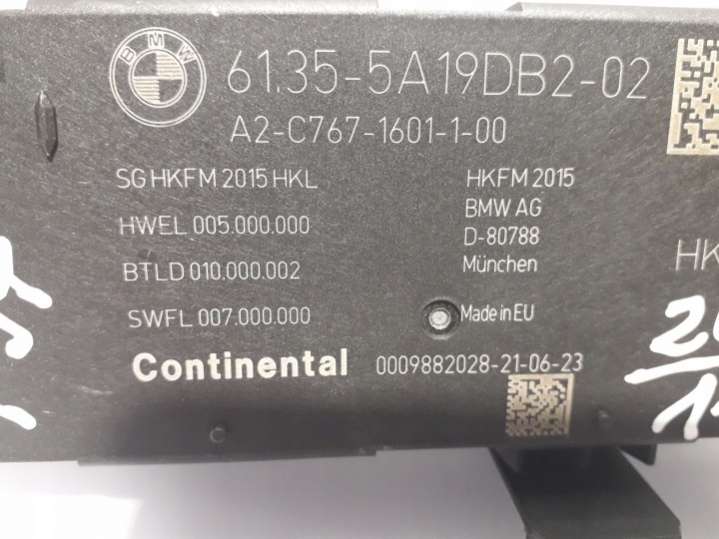 BMW
61.35-5A19DB2-02
A2-C767-1601-1-00
SG HKFM 2015 HKL
HWEL 005.000.000
BTLD 010.000.002
SWFL 007.000.000
HKFM 2015
BMW AG
D-80788
München
Made in EU
Continental 0009882028-21-06-23
HK